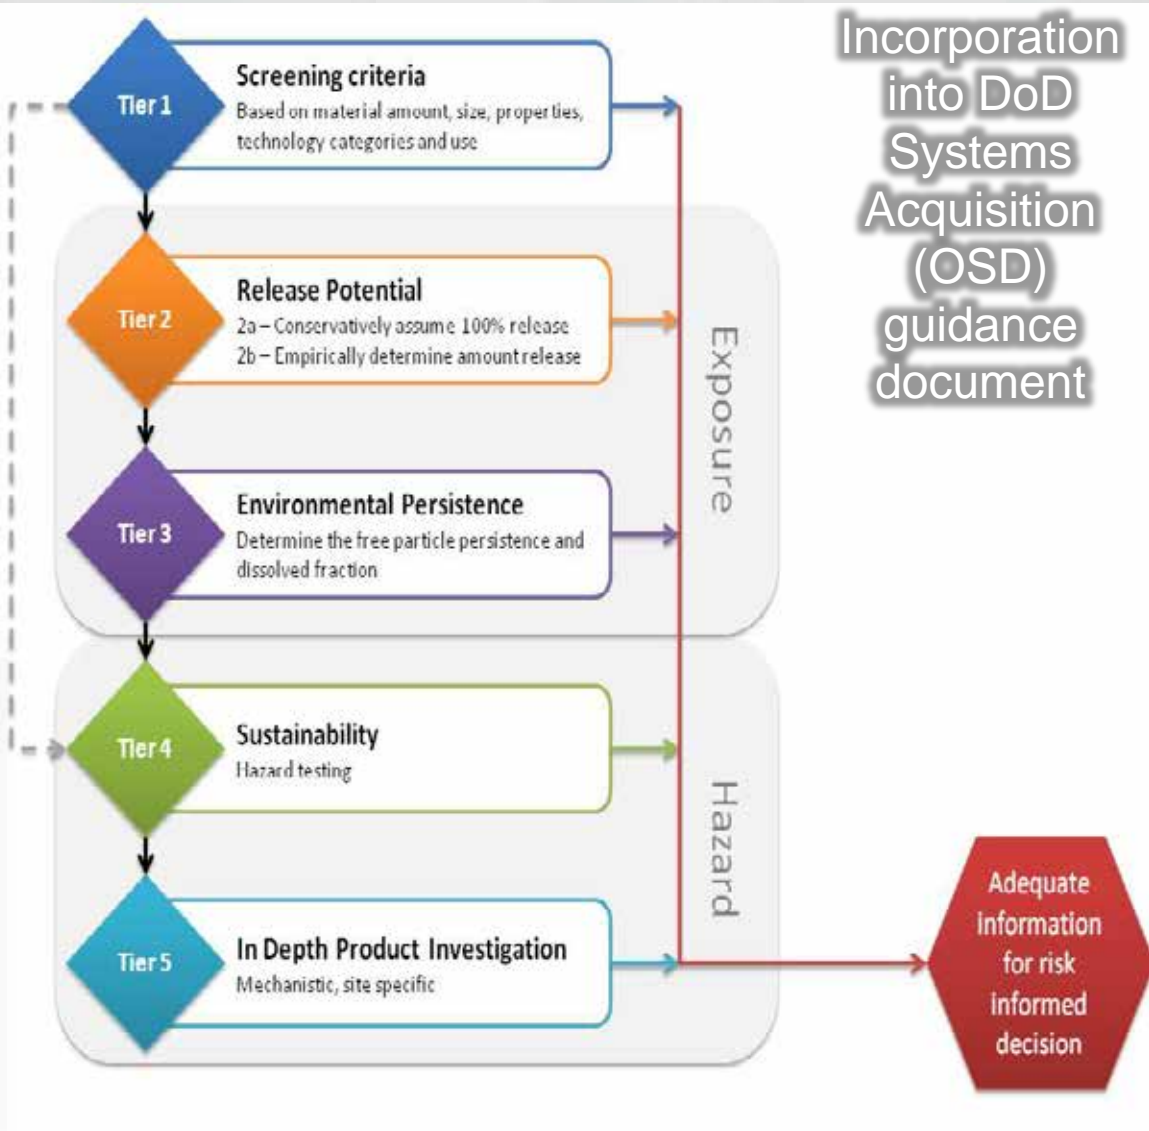 Incorporation
into DoD
Systems
Acquisition
(OSD)
guidance
document
Tier 1
Screening criteria
Based on material amount, size, properties,
technology categories and use
Tier 2
Release Potential
2a – Conservatively assume 100% release
2b – Empirically determine amount release
Exposure
Tier 3
Environmental Persistence
Determine the free particle persistence and
dissolved fraction
Tier 4
Sustainability
Hazard testing
Hazard
Tier 5
In Depth Product Investigation
Mechanistic, site specific
Adequate
information
for risk
informed
decision